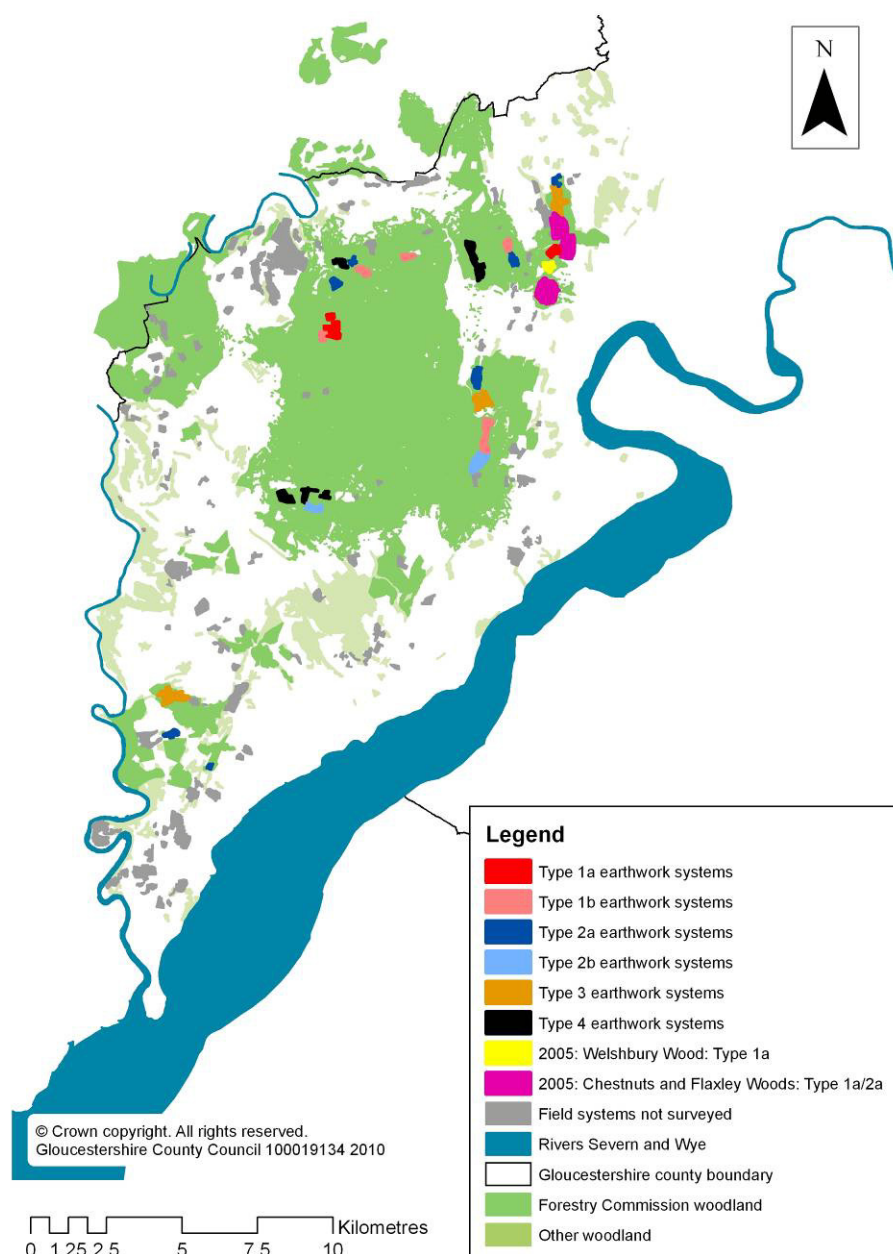 N
Legend
Type 1a earthwork systems
Type 1b earthwork systems
Type 2a earthwork systems
Type 2b earthwork systems
Type 3 earthwork systems
Type 4 earthwork systems
2005: Welshbury Wood: Type 1a
2005: Chestnuts and Flaxley Woods: Type 1a/2a
Field systems not surveyed
Rivers Severn and Wye
Gloucestershire county boundary
Forestry Commission woodland
Other woodland
© Crown copyright. All rights reserved.
Gloucestershire County Council 100019134 2010
Kilometres
0 1.25 2.5 5 7.5 10